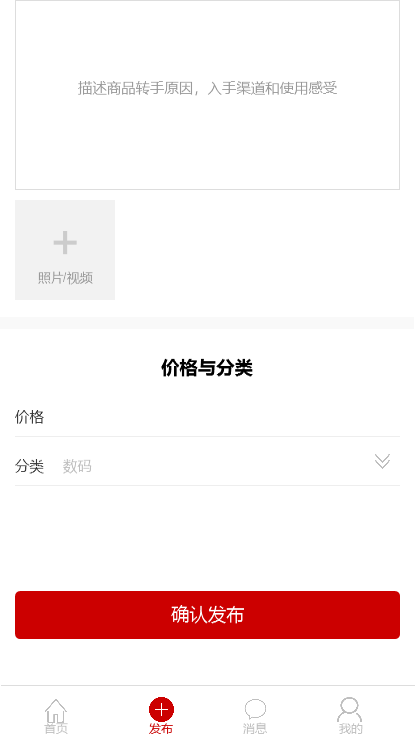 描述商品转手原因，入手渠道和使用感受
照片/视频
价格与分类
价格
分类 数码
确认发布
首页 发布 消息 我的